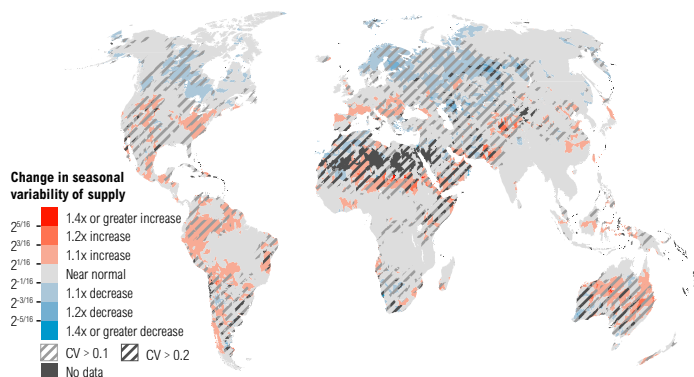 Change in seasonal
variability of supply
2^5/16
2^3/16
2^1/16
2^-1/16
2^-3/16
2^-5/16
1.4x or greater increase
1.2x increase
1.1x increase
Near normal
1.1x decrease
1.2x decrease
1.4x or greater decrease
CV > 0.1 CV > 0.2
No data